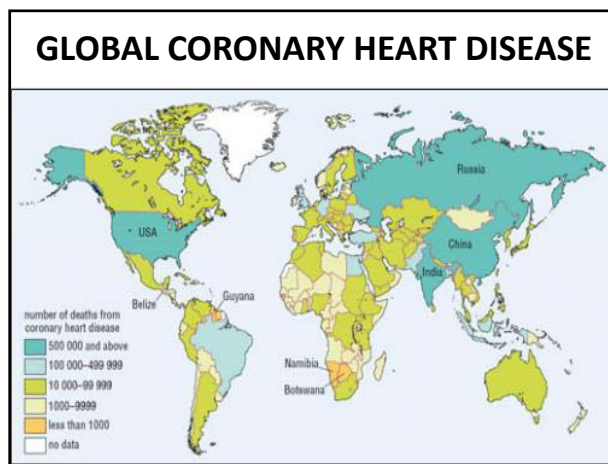 GLOBAL CORONARY HEART DISEASE
Russia
USA
China
India
Belize
Guyana
number of deaths from
coronary heart disease
500 000 and above
100 000–499 999
10 000–99 999
1000–9999
less than 1000
no data
Namibia
Botswana